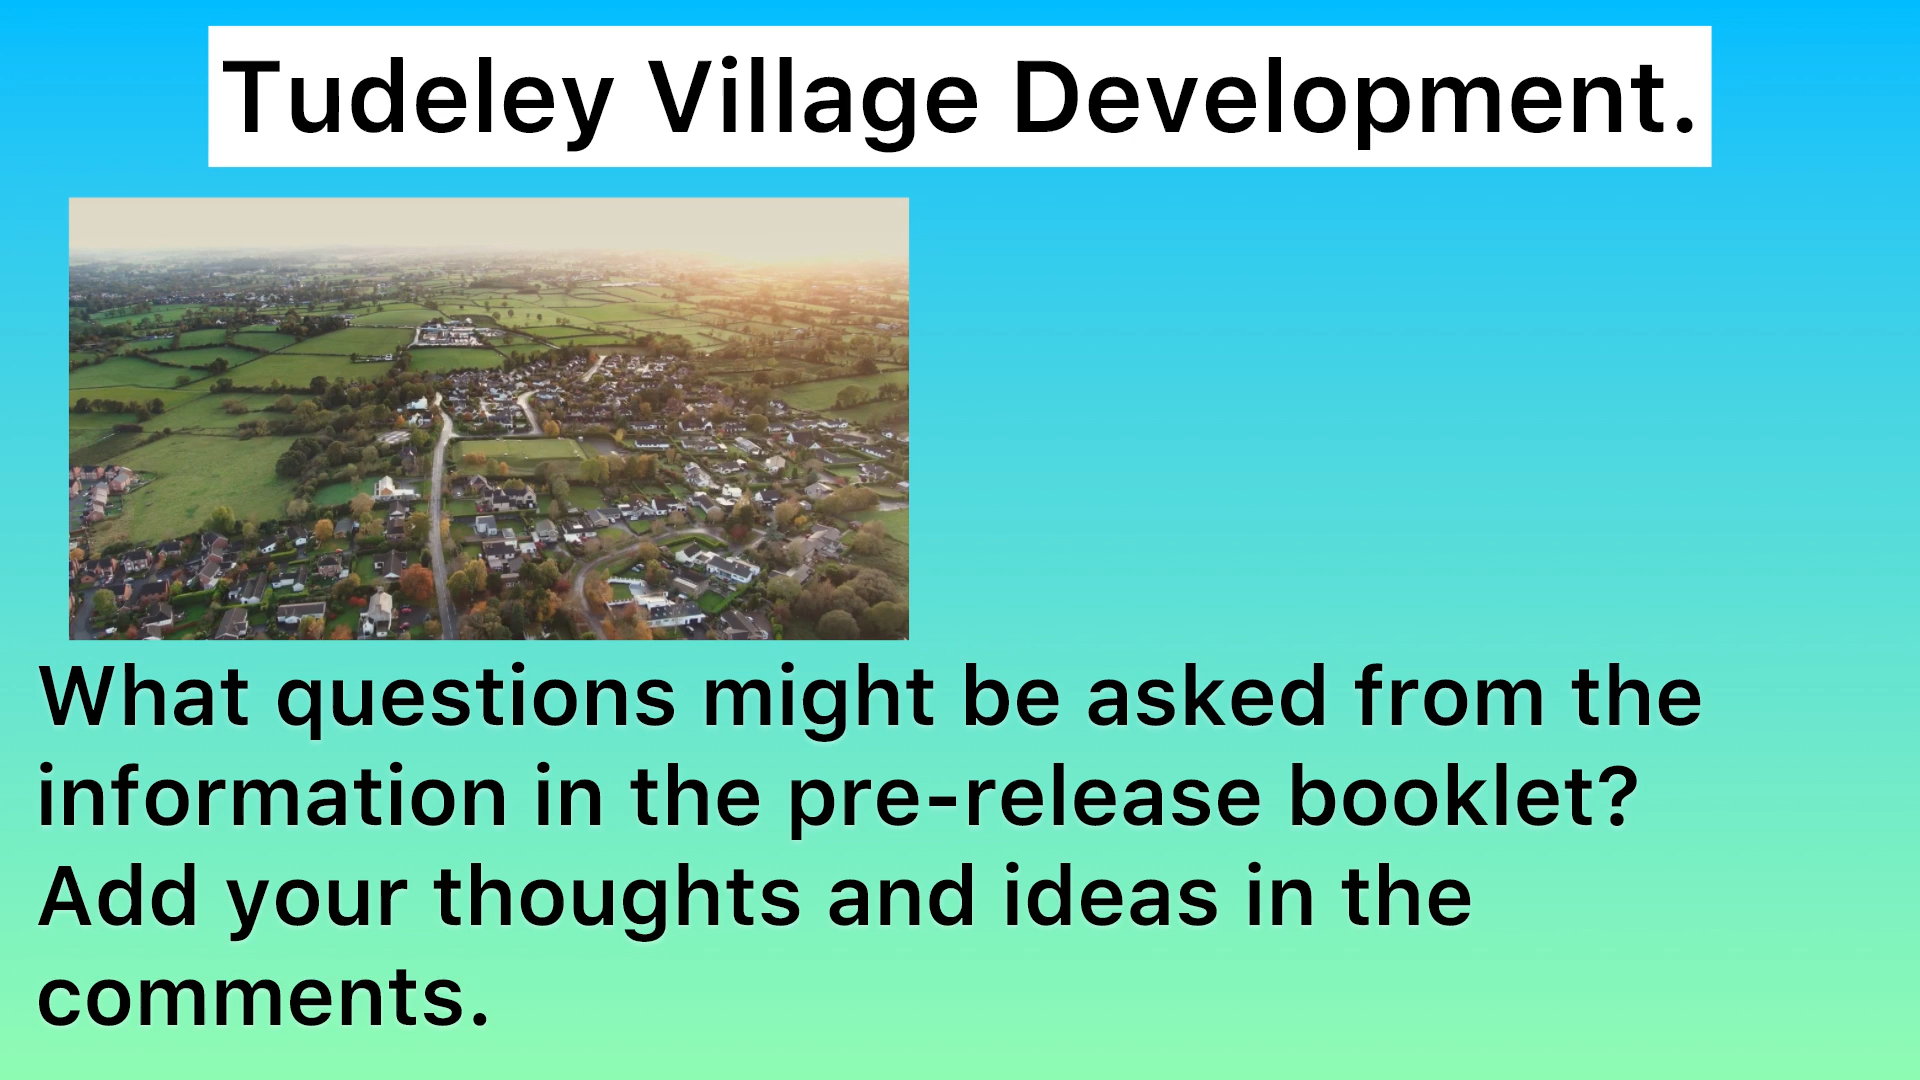 Tudeley Village Development.
What questions might be asked from the
information in the pre-release booklet?
Add your thoughts and ideas in the
comments.